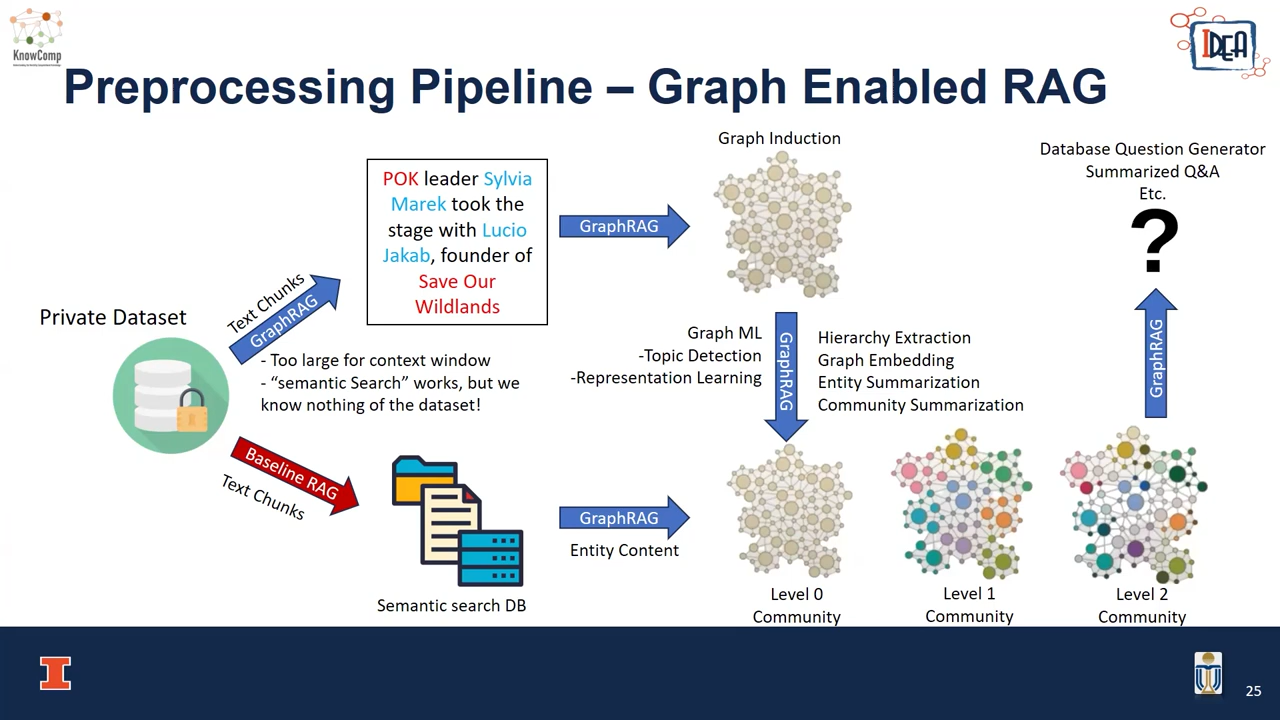 KnowComp
IDEA
Preprocessing Pipeline – Graph Enabled RAG
Graph Induction
Database Question Generator
Summarized Q&A
Etc.
?
POK leader Sylvia
Marek took the
stage with Lucio
Jakab, founder of
Save Our
Wildlands
GraphRAG
Text Chunks
GraphRAG
Private Dataset
- Too large for context window
- “semantic Search” works, but we
know nothing of the dataset!
Graph ML
-Topic Detection
-Representation Learning
GraphRAG
Hierarchy Extraction
Graph Embedding
Entity Summarization
Community Summarization
GraphRAG
Baseline RAG
Text Chunks
GraphRAG
Entity Content
Semantic search DB
Level 0
Community
Level 1
Community
Level 2
Community
I
25